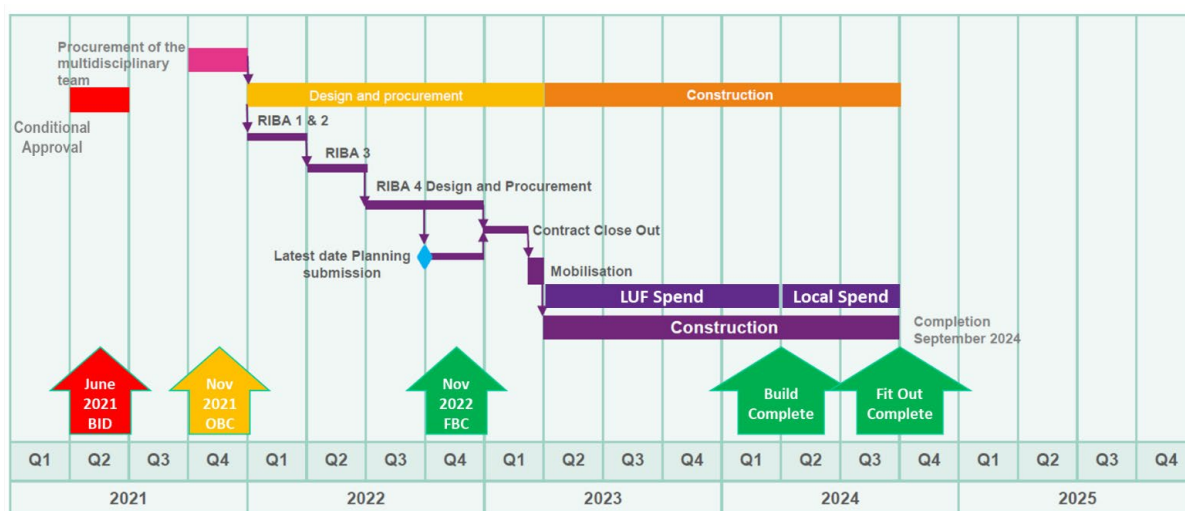 Procurement of the
multidisciplinary
team
Design and procurement
Construction
Conditional
Approval
RIBA 1 & 2
RIBA 3
RIBA 4 Design and Procurement
Contract Close Out
Latest date Planning
submission
Mobilisation
LUF Spend
Local Spend
Construction
Completion
September 2024
June
2021
BID
Nov
2021
OBC
Nov
2022
FBC
Build
Complete
Fit Out
Complete
Q1 Q2 Q3 Q4 Q1 Q2 Q3 Q4 Q1 Q2 Q3 Q4 Q1 Q2 Q3 Q1 Q2 Q3 Q4
2021 2022 2023 2024 2025